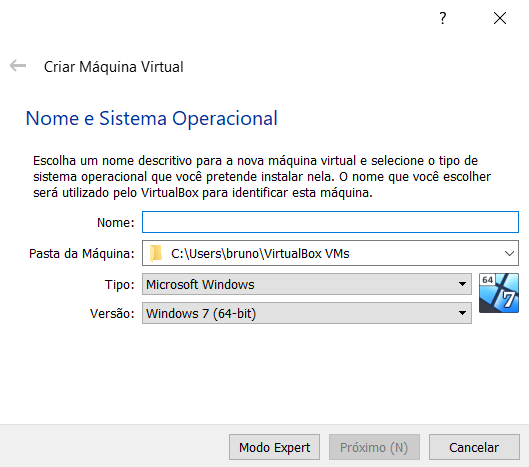 ?
Criar Máquina Virtual
Nome e Sistema Operacional
Escolha um nome descritivo para a nova máquina virtual e selecione o tipo de
sistema operacional que você pretende instalar nela. O nome que você escolher
será utilizado pelo VirtualBox para identificar esta máquina.
Nome:
Pasta da Máquina: C:\Users\bruno\VirtualBox VMs
Tipo: Microsoft Windows
64
7
Versão: Windows 7 (64-bit)
Modo Expert Próximo (N) Cancelar